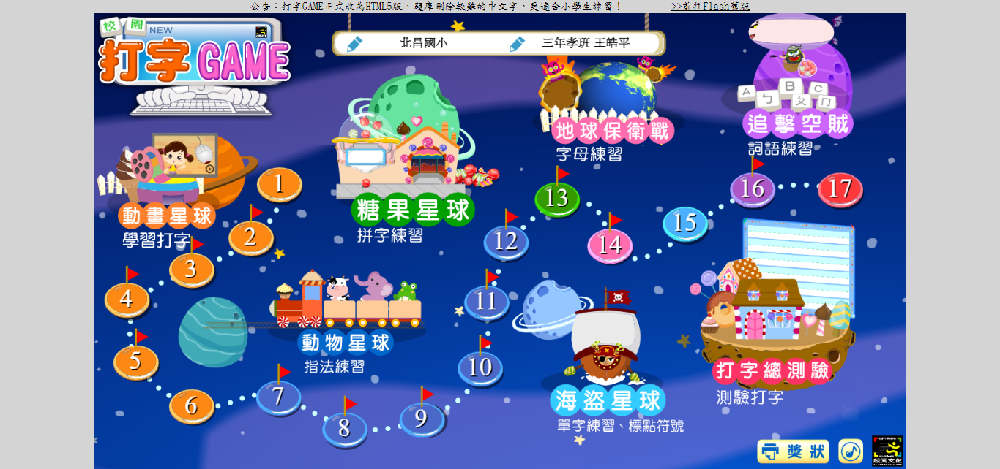 公告：打字GAME正式改為HTML5版，題庫刪除較難的中文字，更適合小學生練習！
>>前往Flash舊版
校園
NEW
打字GAME
北昌國小
三年孝班 王皓平
地球保衛戰
字母練習
A B C
ㄅ ㄆ ㄇ
追擊空賊
詞語練習
動畫星球
學習打字
糖果星球
拼字練習
1
2
3
4
5
6
7
8
9
10
11
12
13
14
15
16
17
動物星球
指法練習
海盜星球
單字練習、標點符號
打字總測驗
測驗打字
獎狀
校園文化